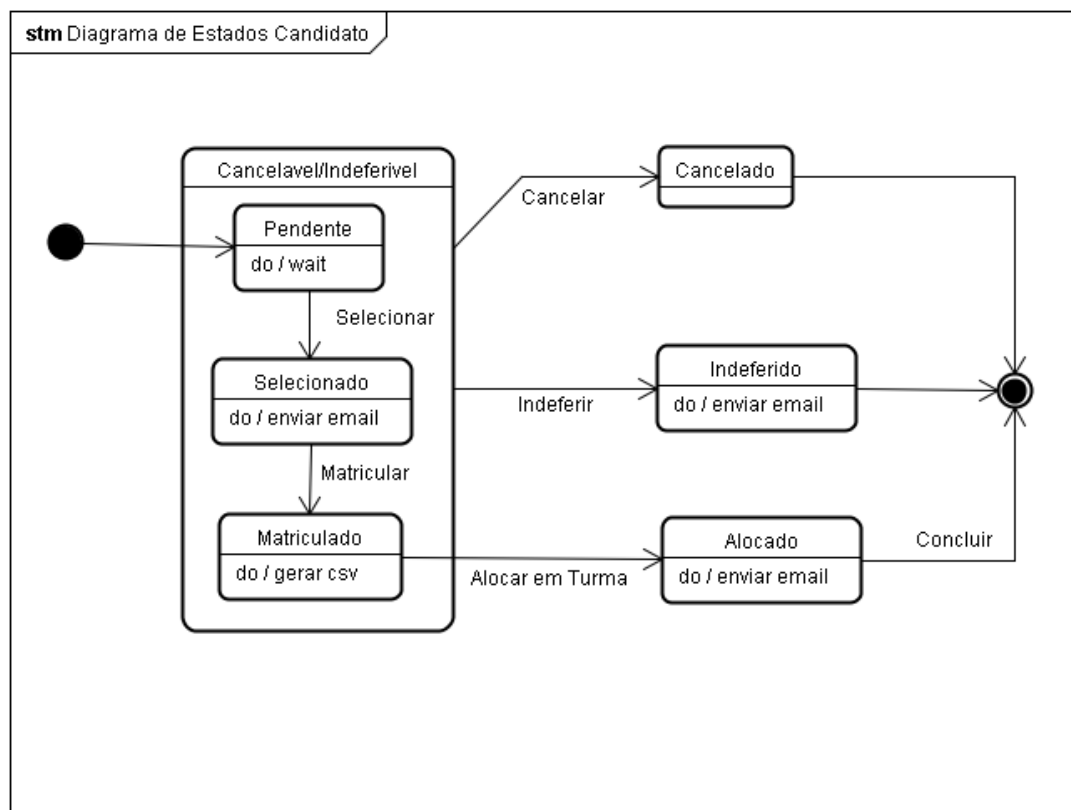 stm Diagrama de Estados Candidato
Cancelavel/Indeferivel
Cancelado
Cancelar
Pendente
do / wait
Selecionar
Selecionado
do / enviar email
Indeferido
do / enviar email
Indeferir
Matricular
Matriculado
do / gerar csv
Alocar em Turma
Alocado
do / enviar email
Concluir